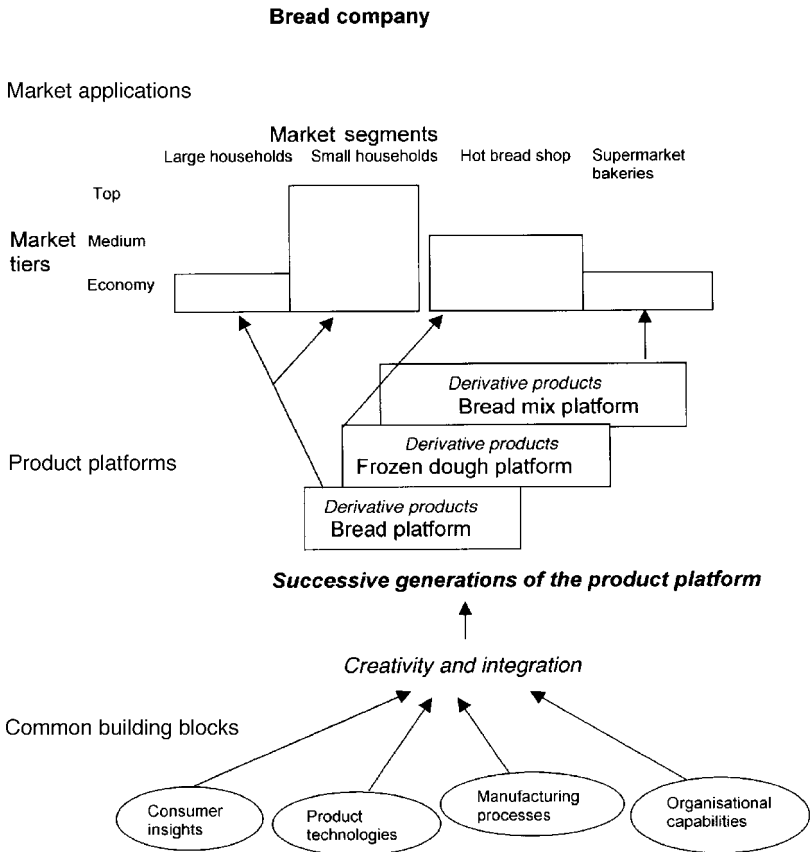 Bread company
Market applications
Market segments
Large households Small households Hot bread shop Supermarket
bakeries
Top
Market
tiers
Medium
Economy
Derivative products
Bread mix platform
Derivative products
Frozen dough platform
Product platforms
Derivative products
Bread platform
Successive generations of the product platform
Creativity and integration
Common building blocks
Consumer
insights
Product
technologies
Manufacturing
processes
Organisational
capabilities